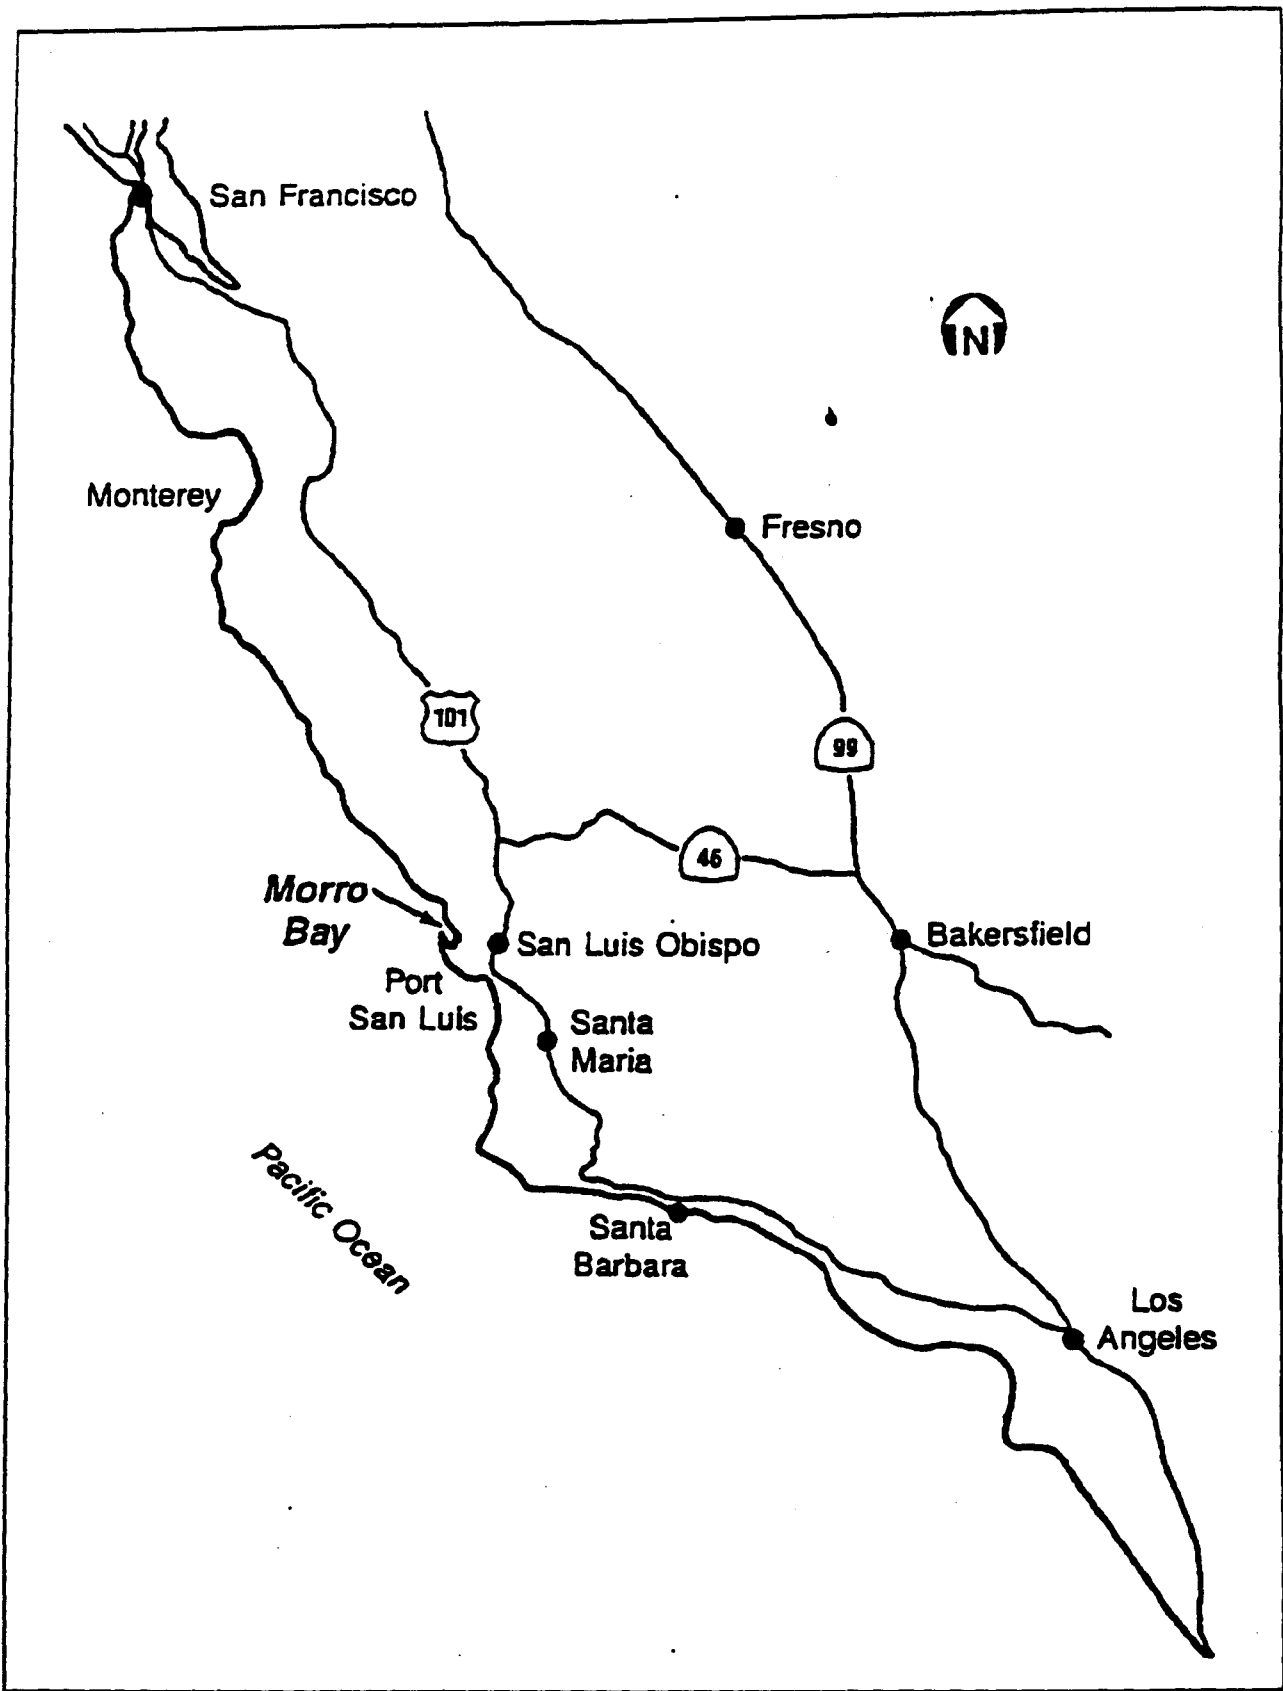 San Francisco
N
Monterey
Fresno
101
99
46
Morro
Bay
San Luis Obispo
Bakersfield
Port
San Luis
Santa
Maria
Pacific Ocean
Santa
Barbara
Los
Angeles